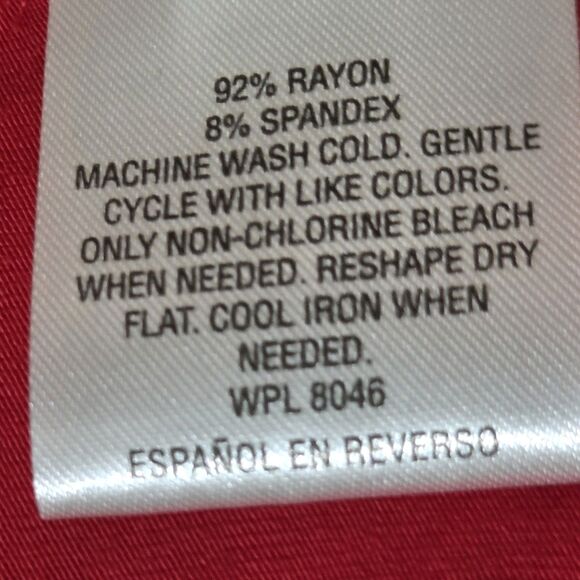 92% RAYON
8% SPANDEX
MACHINE WASH COLD. GENTLE
CYCLE WITH LIKE COLORS.
ONLY NON-CHLORINE BLEACH
WHEN NEEDED. RESHAPE DRY
FLAT. COOL IRON WHEN
NEEDED.
WPL 8046
ESPAÑOL EN REVERSO